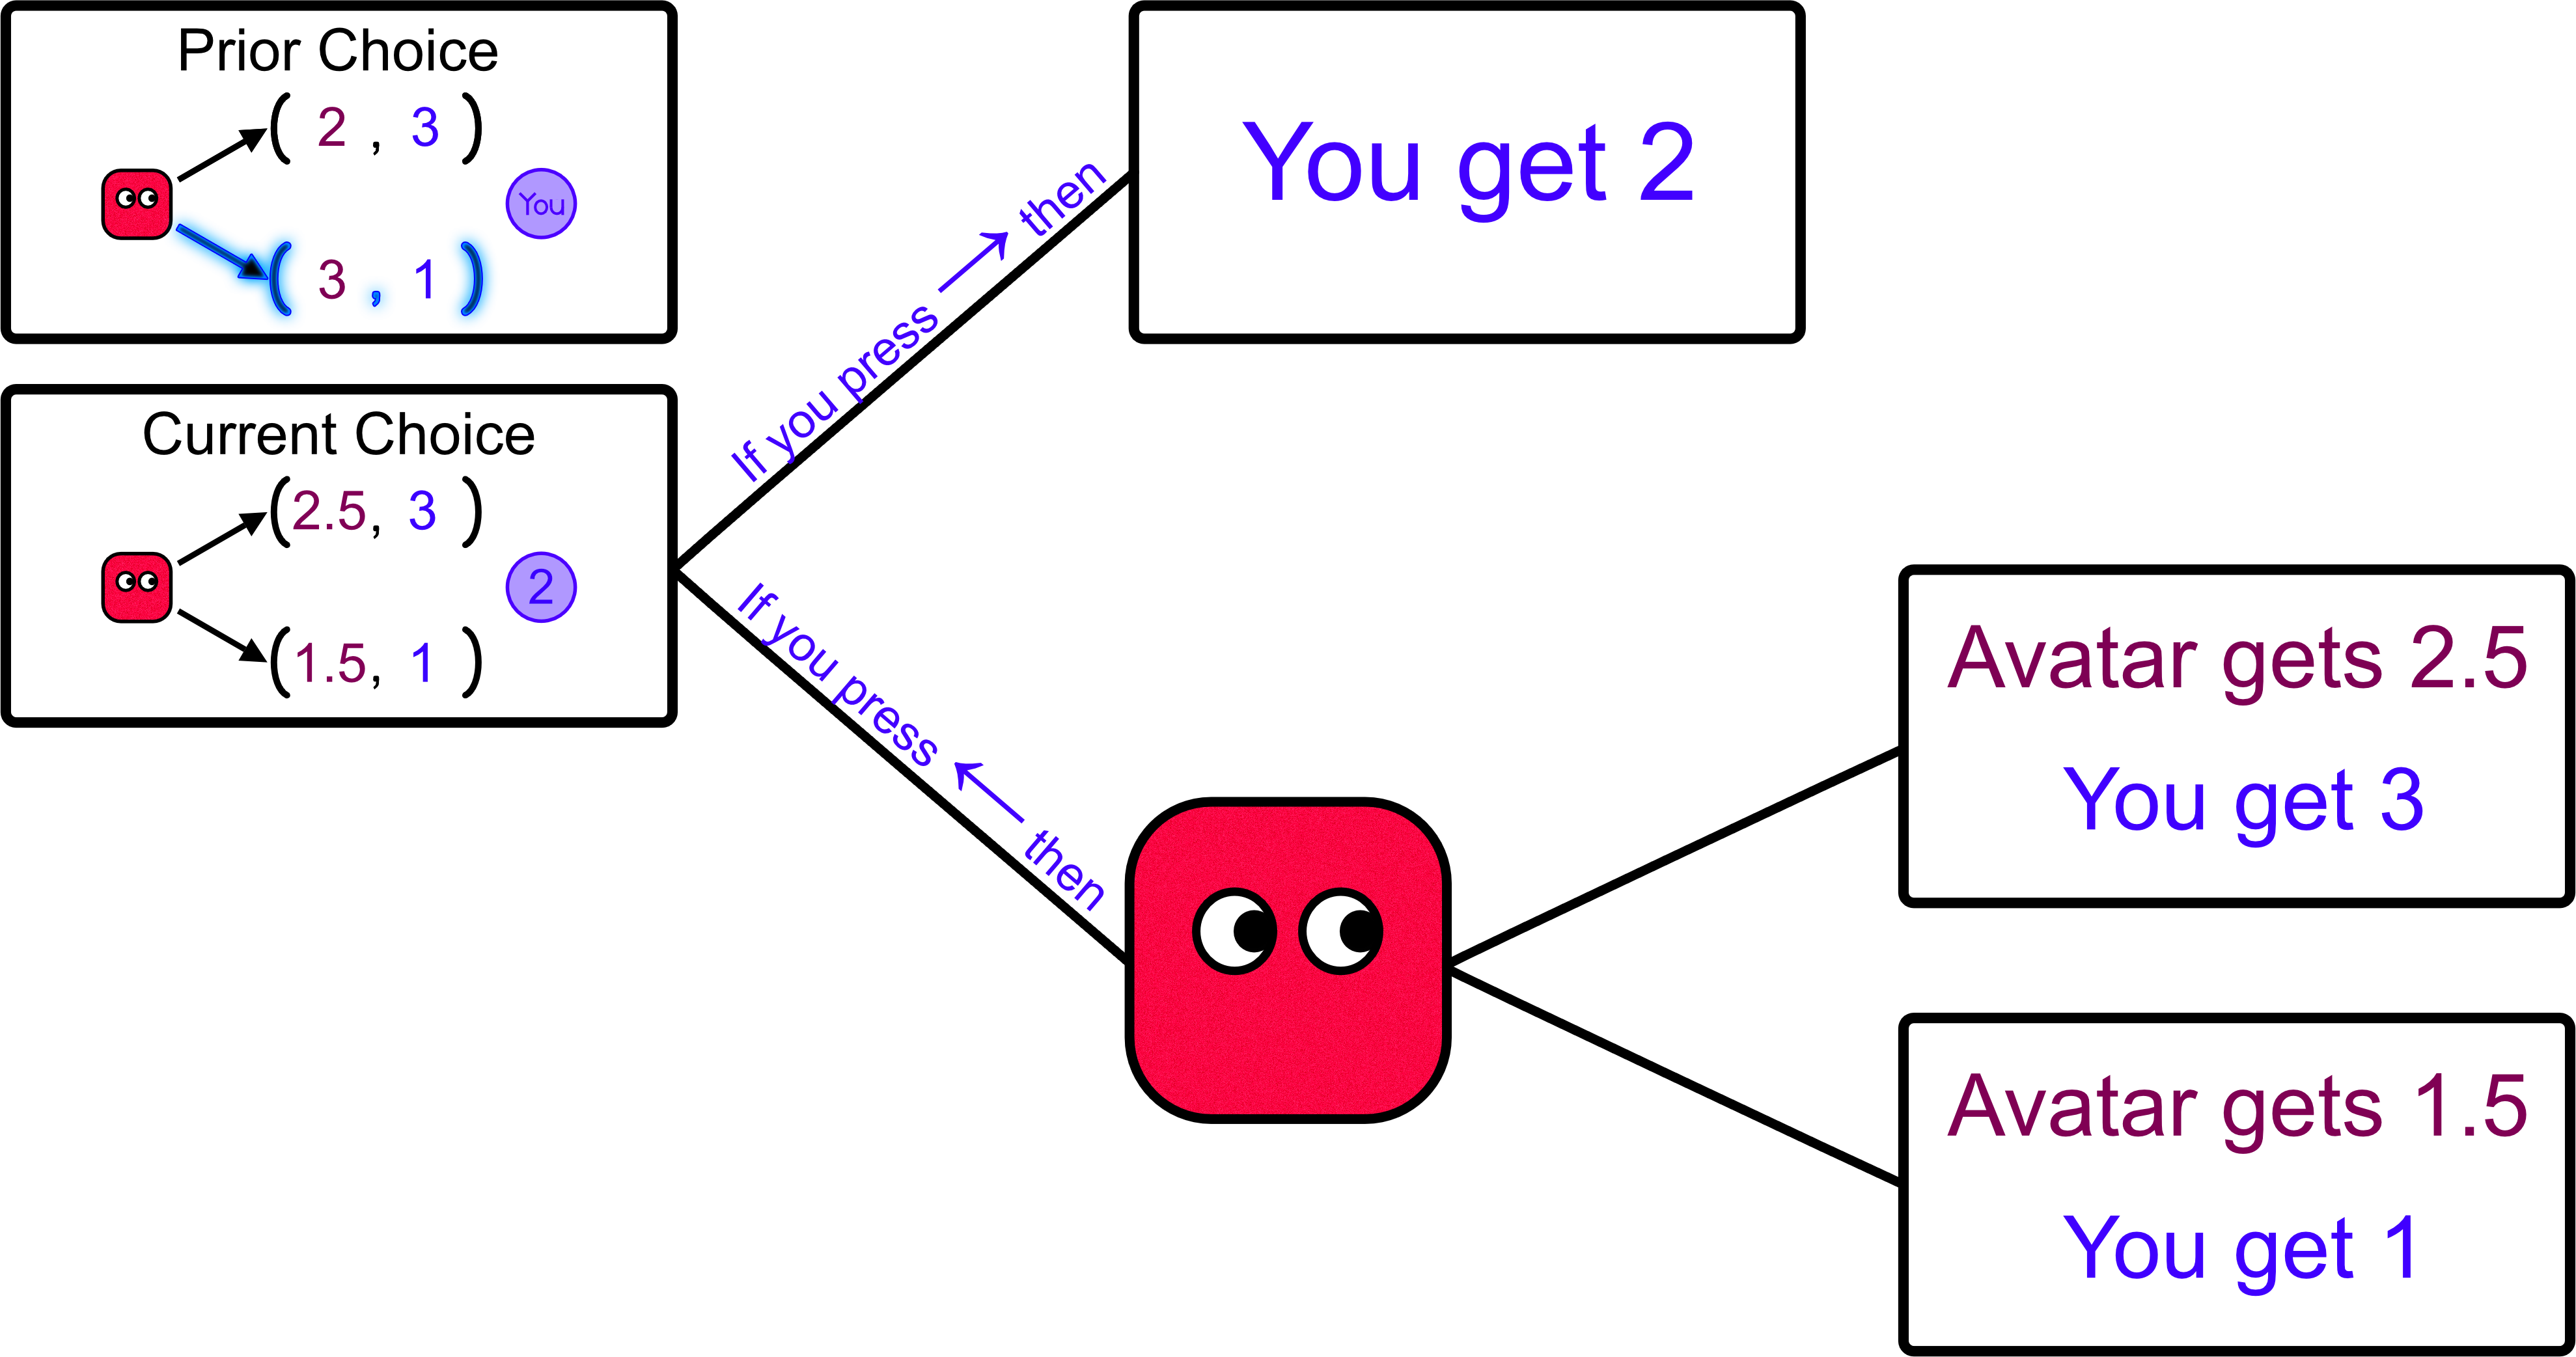 Prior Choice
( 2 , 3 )
You
( 3 , 1 )
Current Choice
(2.5, 3 )
2
(1.5, 1 )
If you press → then
You get 2
If you press ← then
Avatar gets 2.5
You get 3
Avatar gets 1.5
You get 1